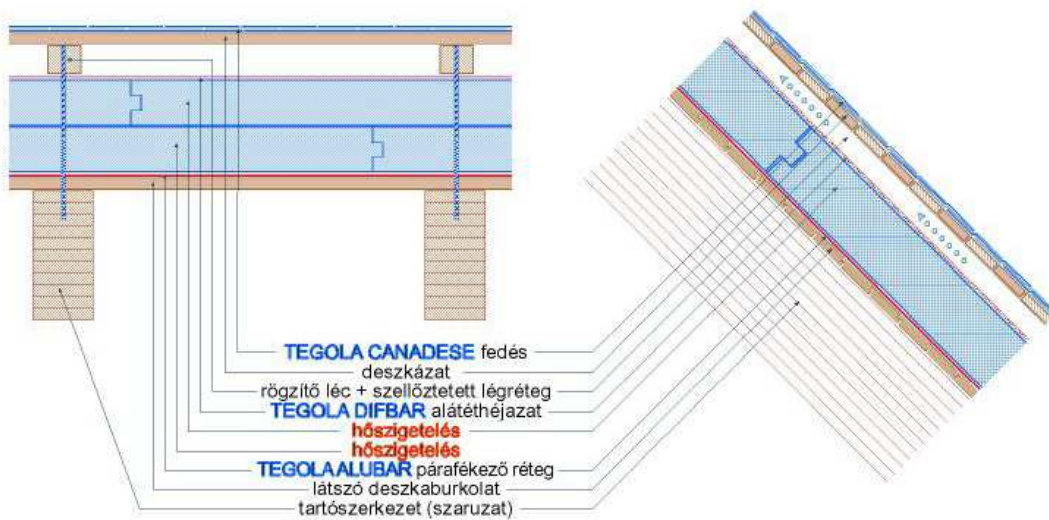 TEGOLA CANADESE fedés
deszkázat
rögzítő léc + szellőztetett légréteg
TEGOLA DIFBAR alátéthéjazat
hőszigetelés
hőszigetelés
TEGOLA ALUBAR párafékező réteg
látszó deszkaburkolat
tartószerkezet (szaruzat)